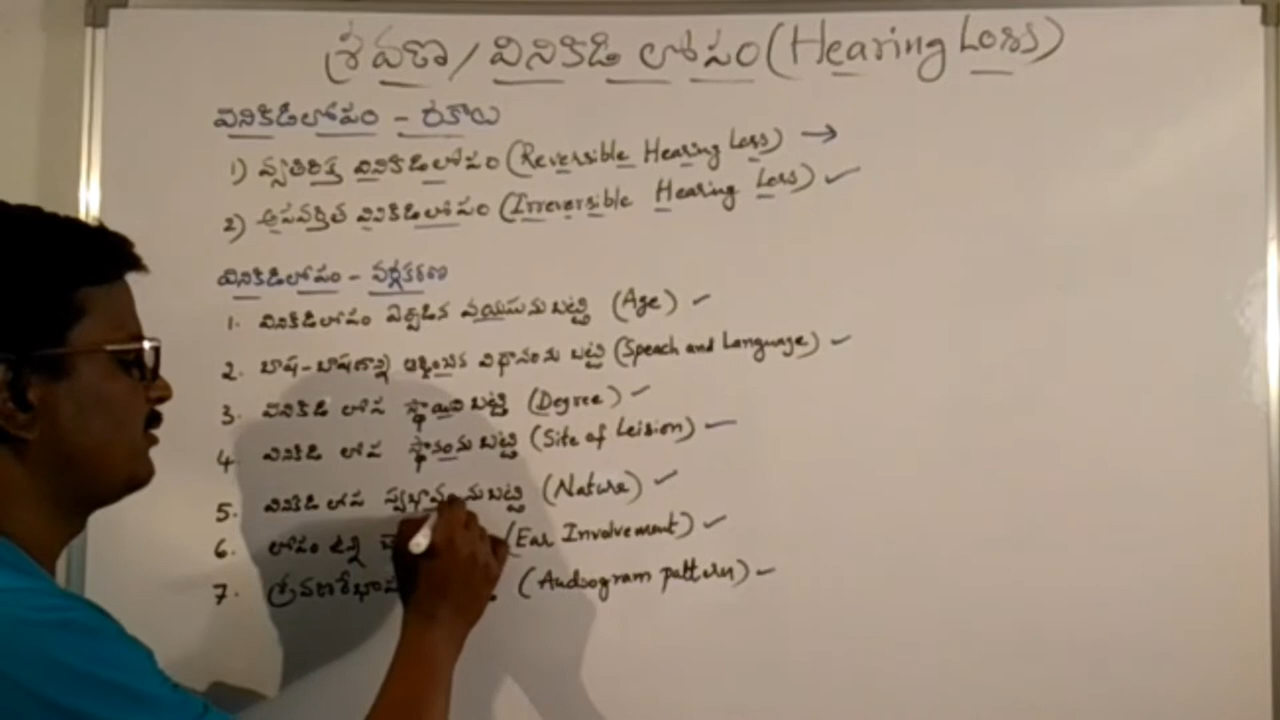 శ్రవణ / వినికిడి లోపం (Hearing Loss)
వినికిడిలోపం - రకాలు
1) వ్యతిరిక్త వినికిడిలోపం (Reversible Hearing Loss) →
2) అపవర్తిత వినికిడిలోపం (Irreversible Hearing Loss) ✓
వినికిడిలోపం - వర్గీకరణ
1. వినికిడిలోపం ఏర్పడిన వయసును బట్టి (Age) ✓
2. బాష-బాషణాన్ని ఆర్జించిన విధానంను బట్టి (Speach and Language) ✓
3. వినికిడి లోప స్థాయిని బట్టి (Degree) ✓
4. వినికిడి లోప స్థానంను బట్టి (Site of Leision) ✓
5. వినికిడి లోప స్వభావంనుబట్టి (Nature) ✓
6. లోపం ఉన్న (Ear Involvement) ✓
7. (Audiogram pattern) ✓